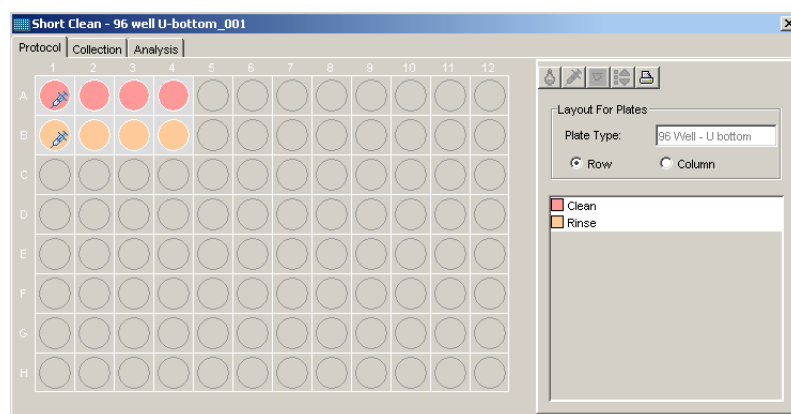 Short Clean - 96 well U-bottom_001
Protocol Collection Analysis
1 2 3 4 5 6 7 8 9 10 11 12
A
B
C
D
E
F
G
H
Layout For Plates
Plate Type: 96 Well - U bottom
Row Column
Clean
Rinse